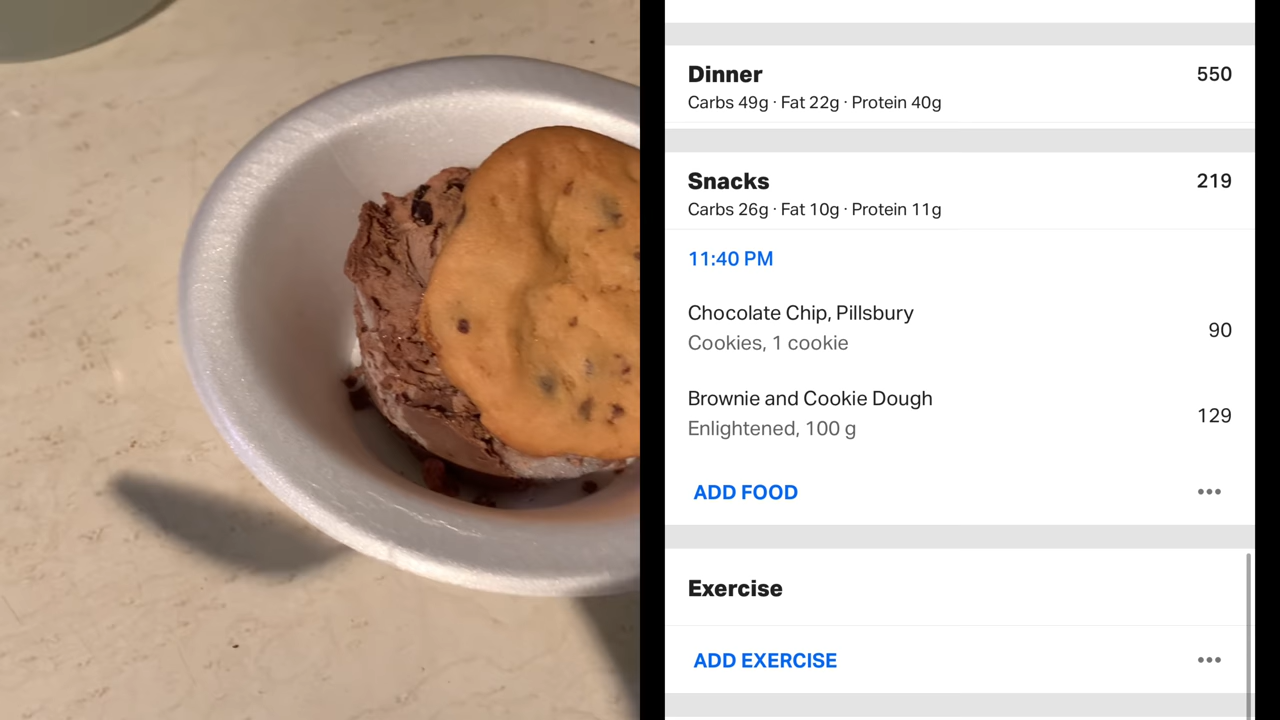 Dinner
550
Carbs 49g · Fat 22g · Protein 40g
Snacks
219
Carbs 26g · Fat 10g · Protein 11g
11:40 PM
Chocolate Chip, Pillsbury
Cookies, 1 cookie
90
Brownie and Cookie Dough
Enlightened, 100 g
129
ADD FOOD
Exercise
ADD EXERCISE